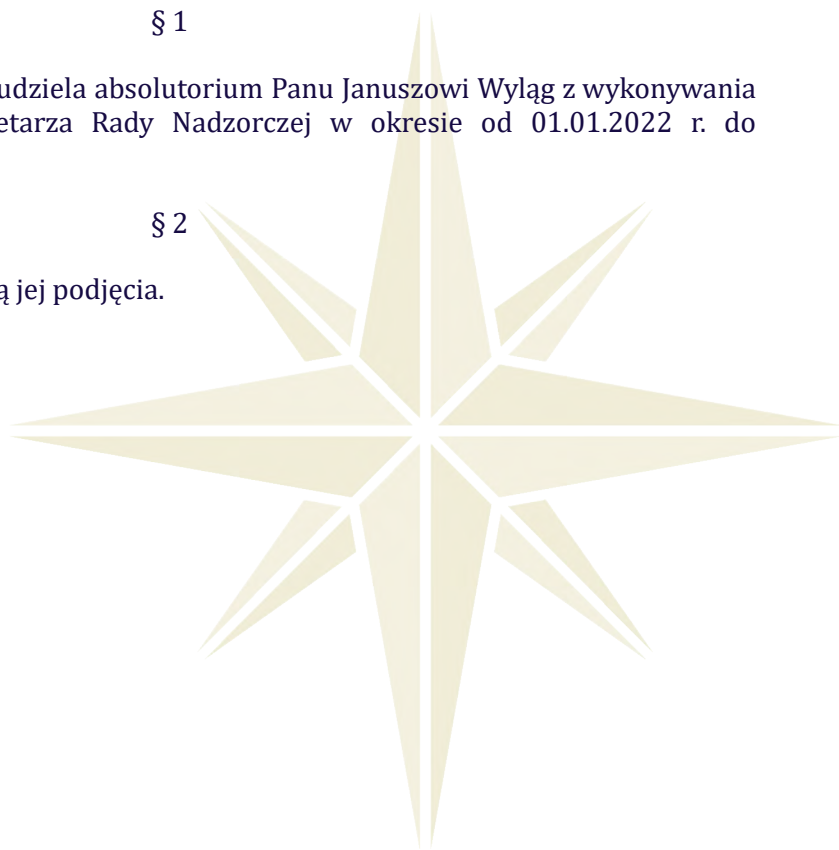 § 1
udziela absolutorium Panu Januszowi Wyląg z wykonywania
etarza Rady Nadzorczej w okresie od 01.01.2022 r. do
§ 2
ą jej podjęcia.